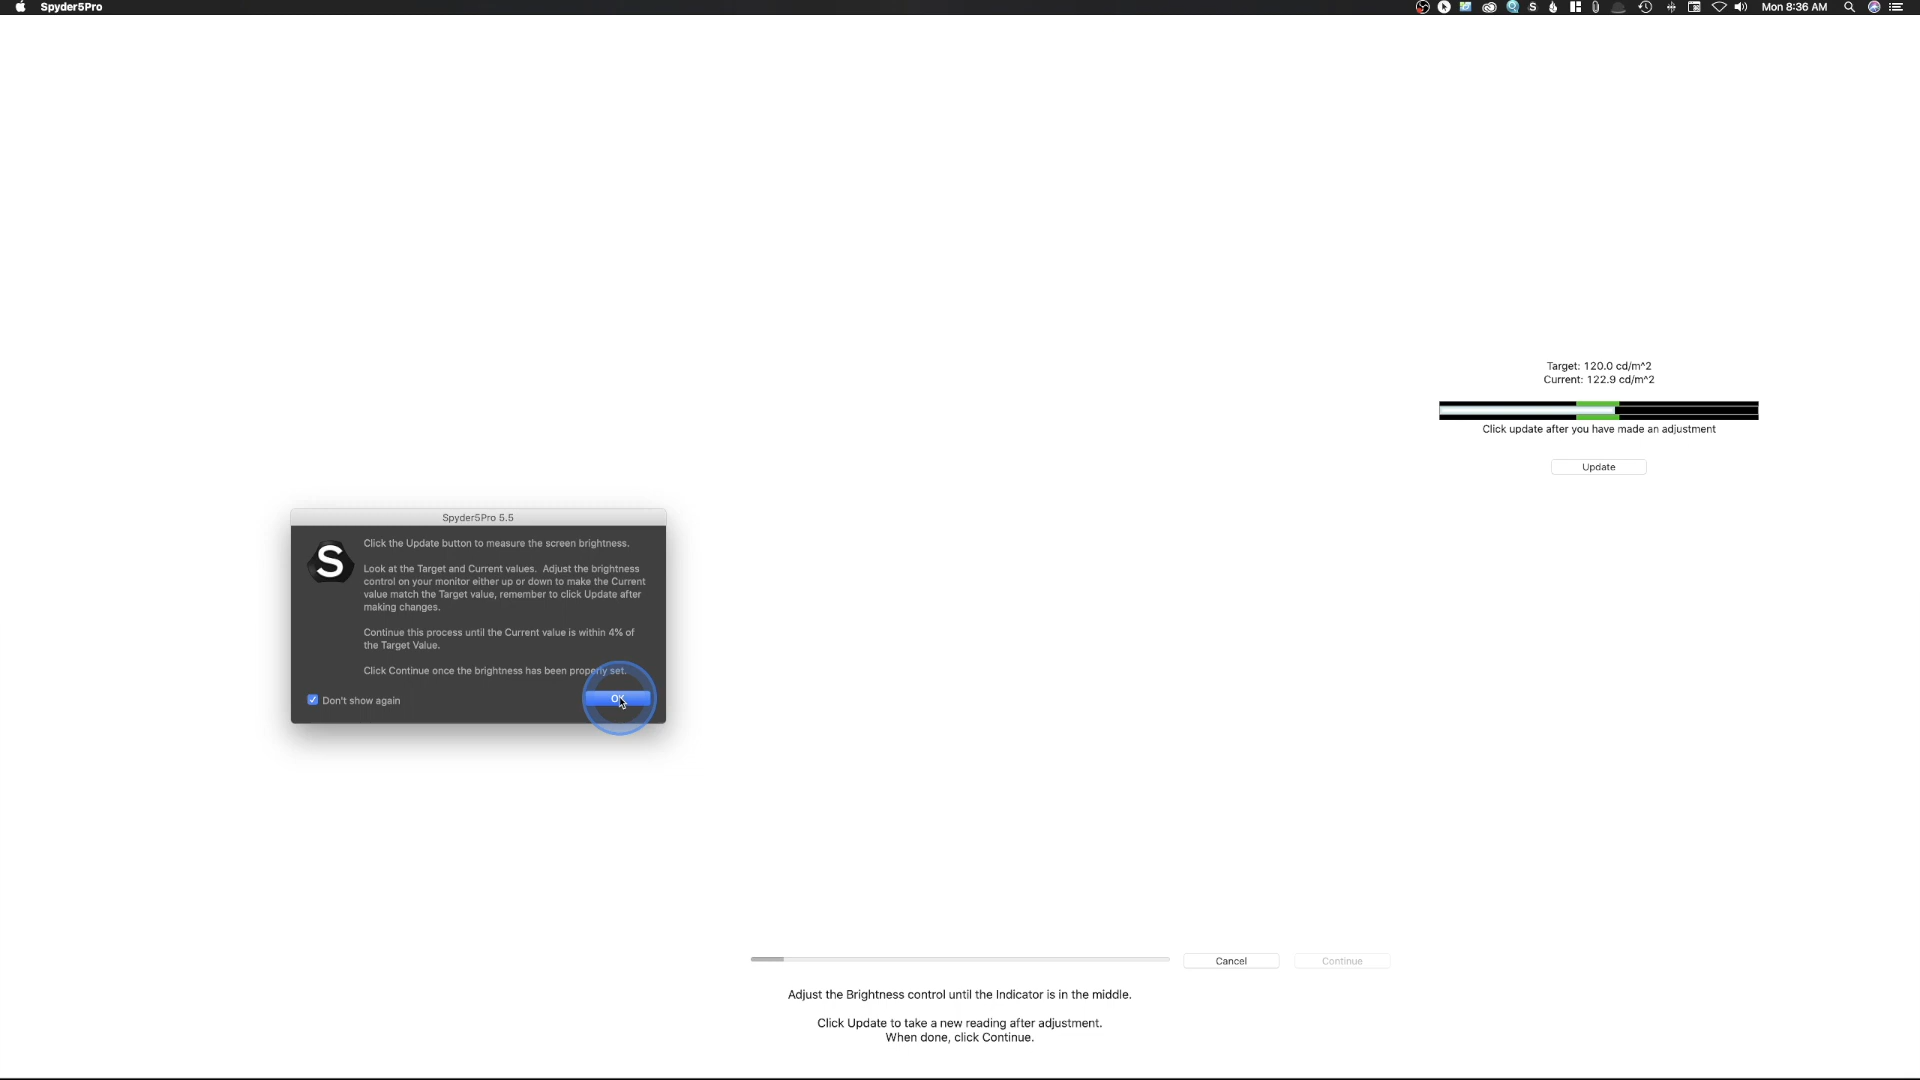 Spyder5Pro
Mon 8:36 AM
Target: 120.0 cd/m^2
Current: 122.9 cd/m^2
Click update after you have made an adjustment
Update
Spyder5Pro 5.5
S
Click the Update button to measure the screen brightness.
Look at the Target and Current values. Adjust the brightness
control on your monitor either up or down to make the Current
value match the Target value, remember to click Update after
making changes.
Continue this process until the Current value is within 4% of
the Target Value.
Click Continue once the brightness has been properly set.
Don't show again
OK
Cancel
Continue
Adjust the Brightness control until the Indicator is in the middle.
Click Update to take a new reading after adjustment.
When done, click Continue.